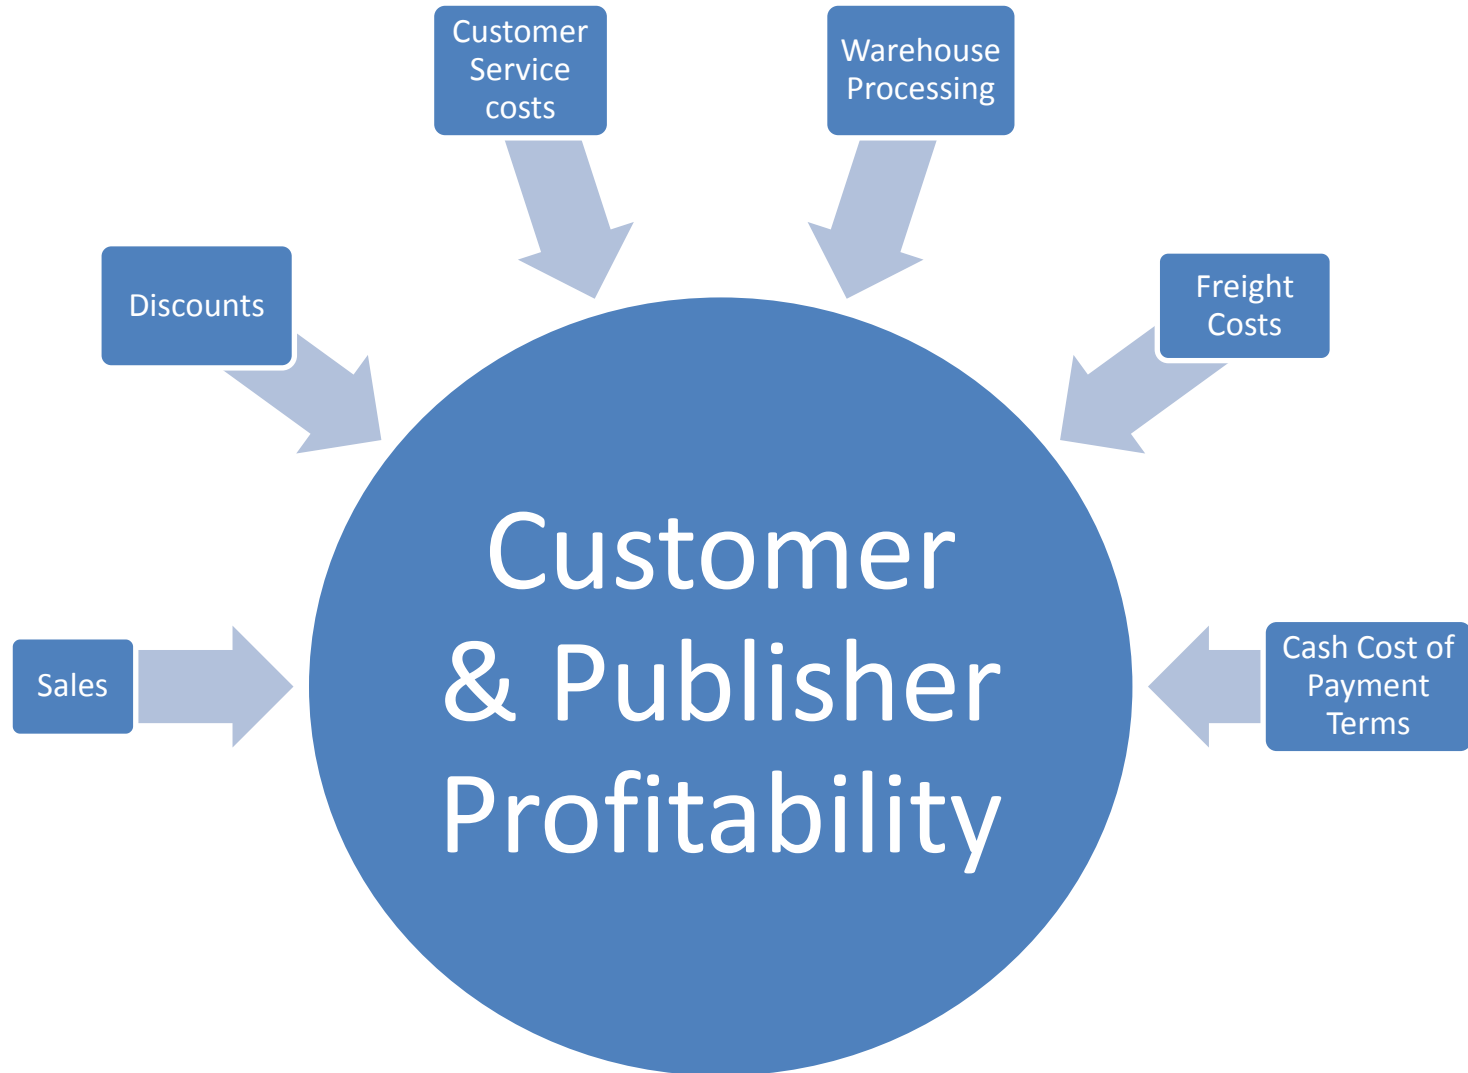 Customer
Service
costs
Warehouse
Processing
Discounts
Freight
Costs
Sales
Customer
& Publisher
Profitability
Cash Cost of
Payment
Terms